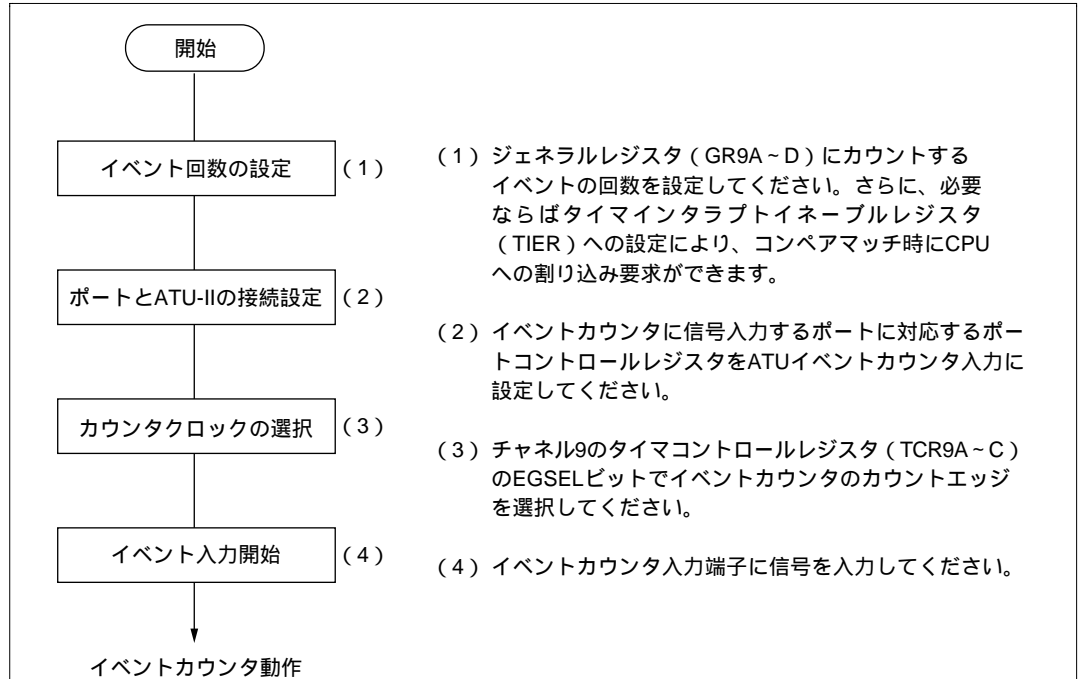 開始
イベント回数の設定
(1)
(1)ジェネラルレジスタ(GR9A~D)にカウントする
イベントの回数を設定してください。さらに、必要
ならばタイマインタラプトイネーブルレジスタ
(TIER)への設定により、コンペアマッチ時にCPU
への割り込み要求ができます。
ポートとATU-IIの接続設定
(2)
(2)イベントカウンタに信号入力するポートに対応するポー
トコントロールレジスタをATUイベントカウンタ入力に
設定してください。
カウンタクロックの選択
(3)
(3)チャネル9のタイマコントロールレジスタ(TCR9A~C)
のEGSELビットでイベントカウンタのカウントエッジ
を選択してください。
イベント入力開始
(4)
(4)イベントカウンタ入力端子に信号を入力してください。
イベントカウンタ動作